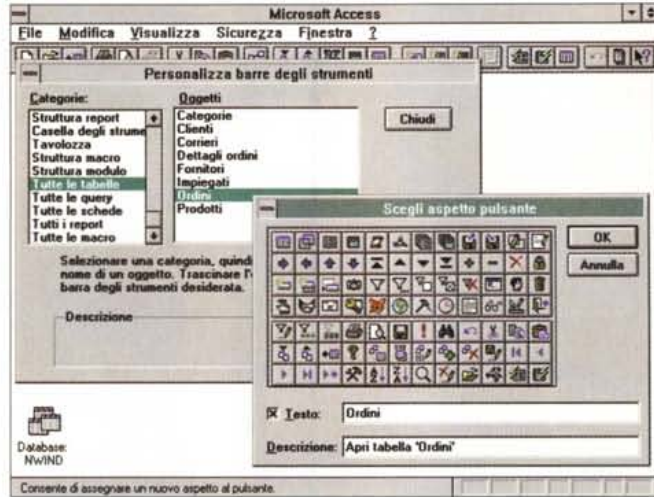 Microsoft Access
File Modifica Visualizza Sicurezza Finestra ?
Personalizza barre degli strumenti
Categorie:
Struttura report
Casella degli strume
Tavolozza
Struttura macro
Struttura modulo
Tutte le tabelle
Tutte le query
Tutte le schede
Tutti i report
Tutte le macro
Oggetti
Categorie
Clienti
Corrieri
Dettagli ordini
Fornitori
Impiegati
Ordini
Prodotti
Chiudi
Selezionare una categoria, quindi
nome di un oggetto. Trascinare l'
barra degli strumenti desiderata.
Descrizione
Scegli aspetto pulsante
OK
Annulla
Testo: Ordini
Descrizione: Apri tabella 'Ordini'
Database:
NWIND
Consente di assegnare un nuovo aspetto al pulsante.